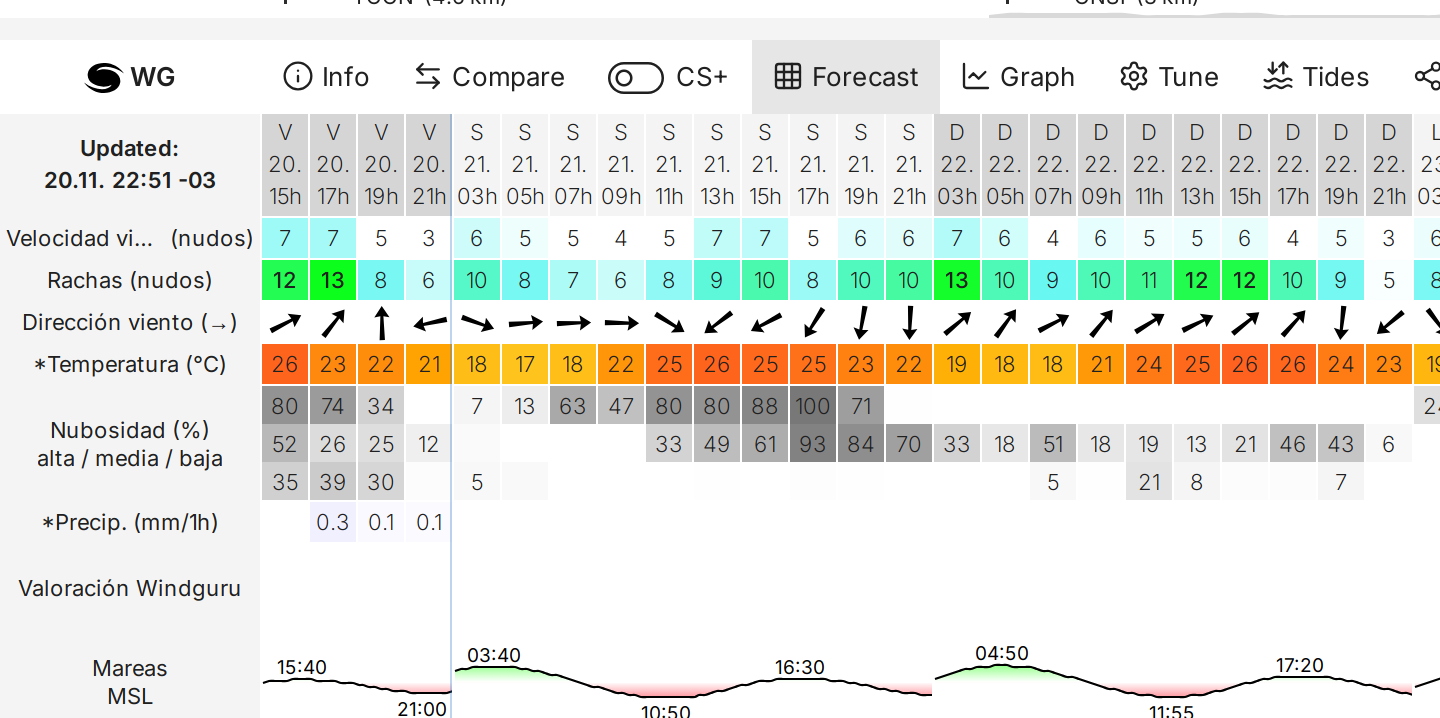 (4.6 km)
(8 km)
WG Info Compare CS+ Forecast Graph Tune Tides
Updated:
20.11. 22:51 -03
V V V V S S S S S S S S S S D D D D D D D D D D L
20. 20. 20. 20. 21. 21. 21. 21. 21. 21. 21. 21. 21. 21. 22. 22. 22. 22. 22. 22. 22. 22. 22. 22.
15h 17h 19h 21h 03h 05h 07h 09h 11h 13h 15h 17h 19h 21h 03h 05h 07h 09h 11h 13h 15h 17h 19h 21h
Velocidad vi... (nudos) 7 7 5 3 6 5 5 4 5 7 7 5 6 6 7 6 4 6 5 5 6 4 5 3 6
Rachas (nudos) 12 13 8 6 10 8 7 6 8 9 10 8 10 10 13 10 9 10 11 12 12 10 9 5 8
Dirección viento (→)
*Temperatura (°C) 26 23 22 21 18 17 18 22 25 26 25 25 23 22 19 18 18 21 24 25 26 26 24 23 19
Nubosidad (%)
alta / media / baja
80 74 34 7 13 63 47 80 80 88 100 71 24
52 26 25 12 33 49 61 93 84 70 33 18 51 18 19 13 21 46 43 6
35 39 30 5 5 21 8 7
*Precip. (mm/1h) 0.3 0.1 0.1
Valoración Windguru
Mareas
MSL
15:40 03:40 16:30 04:50 17:20
21:00 10:50 11:55